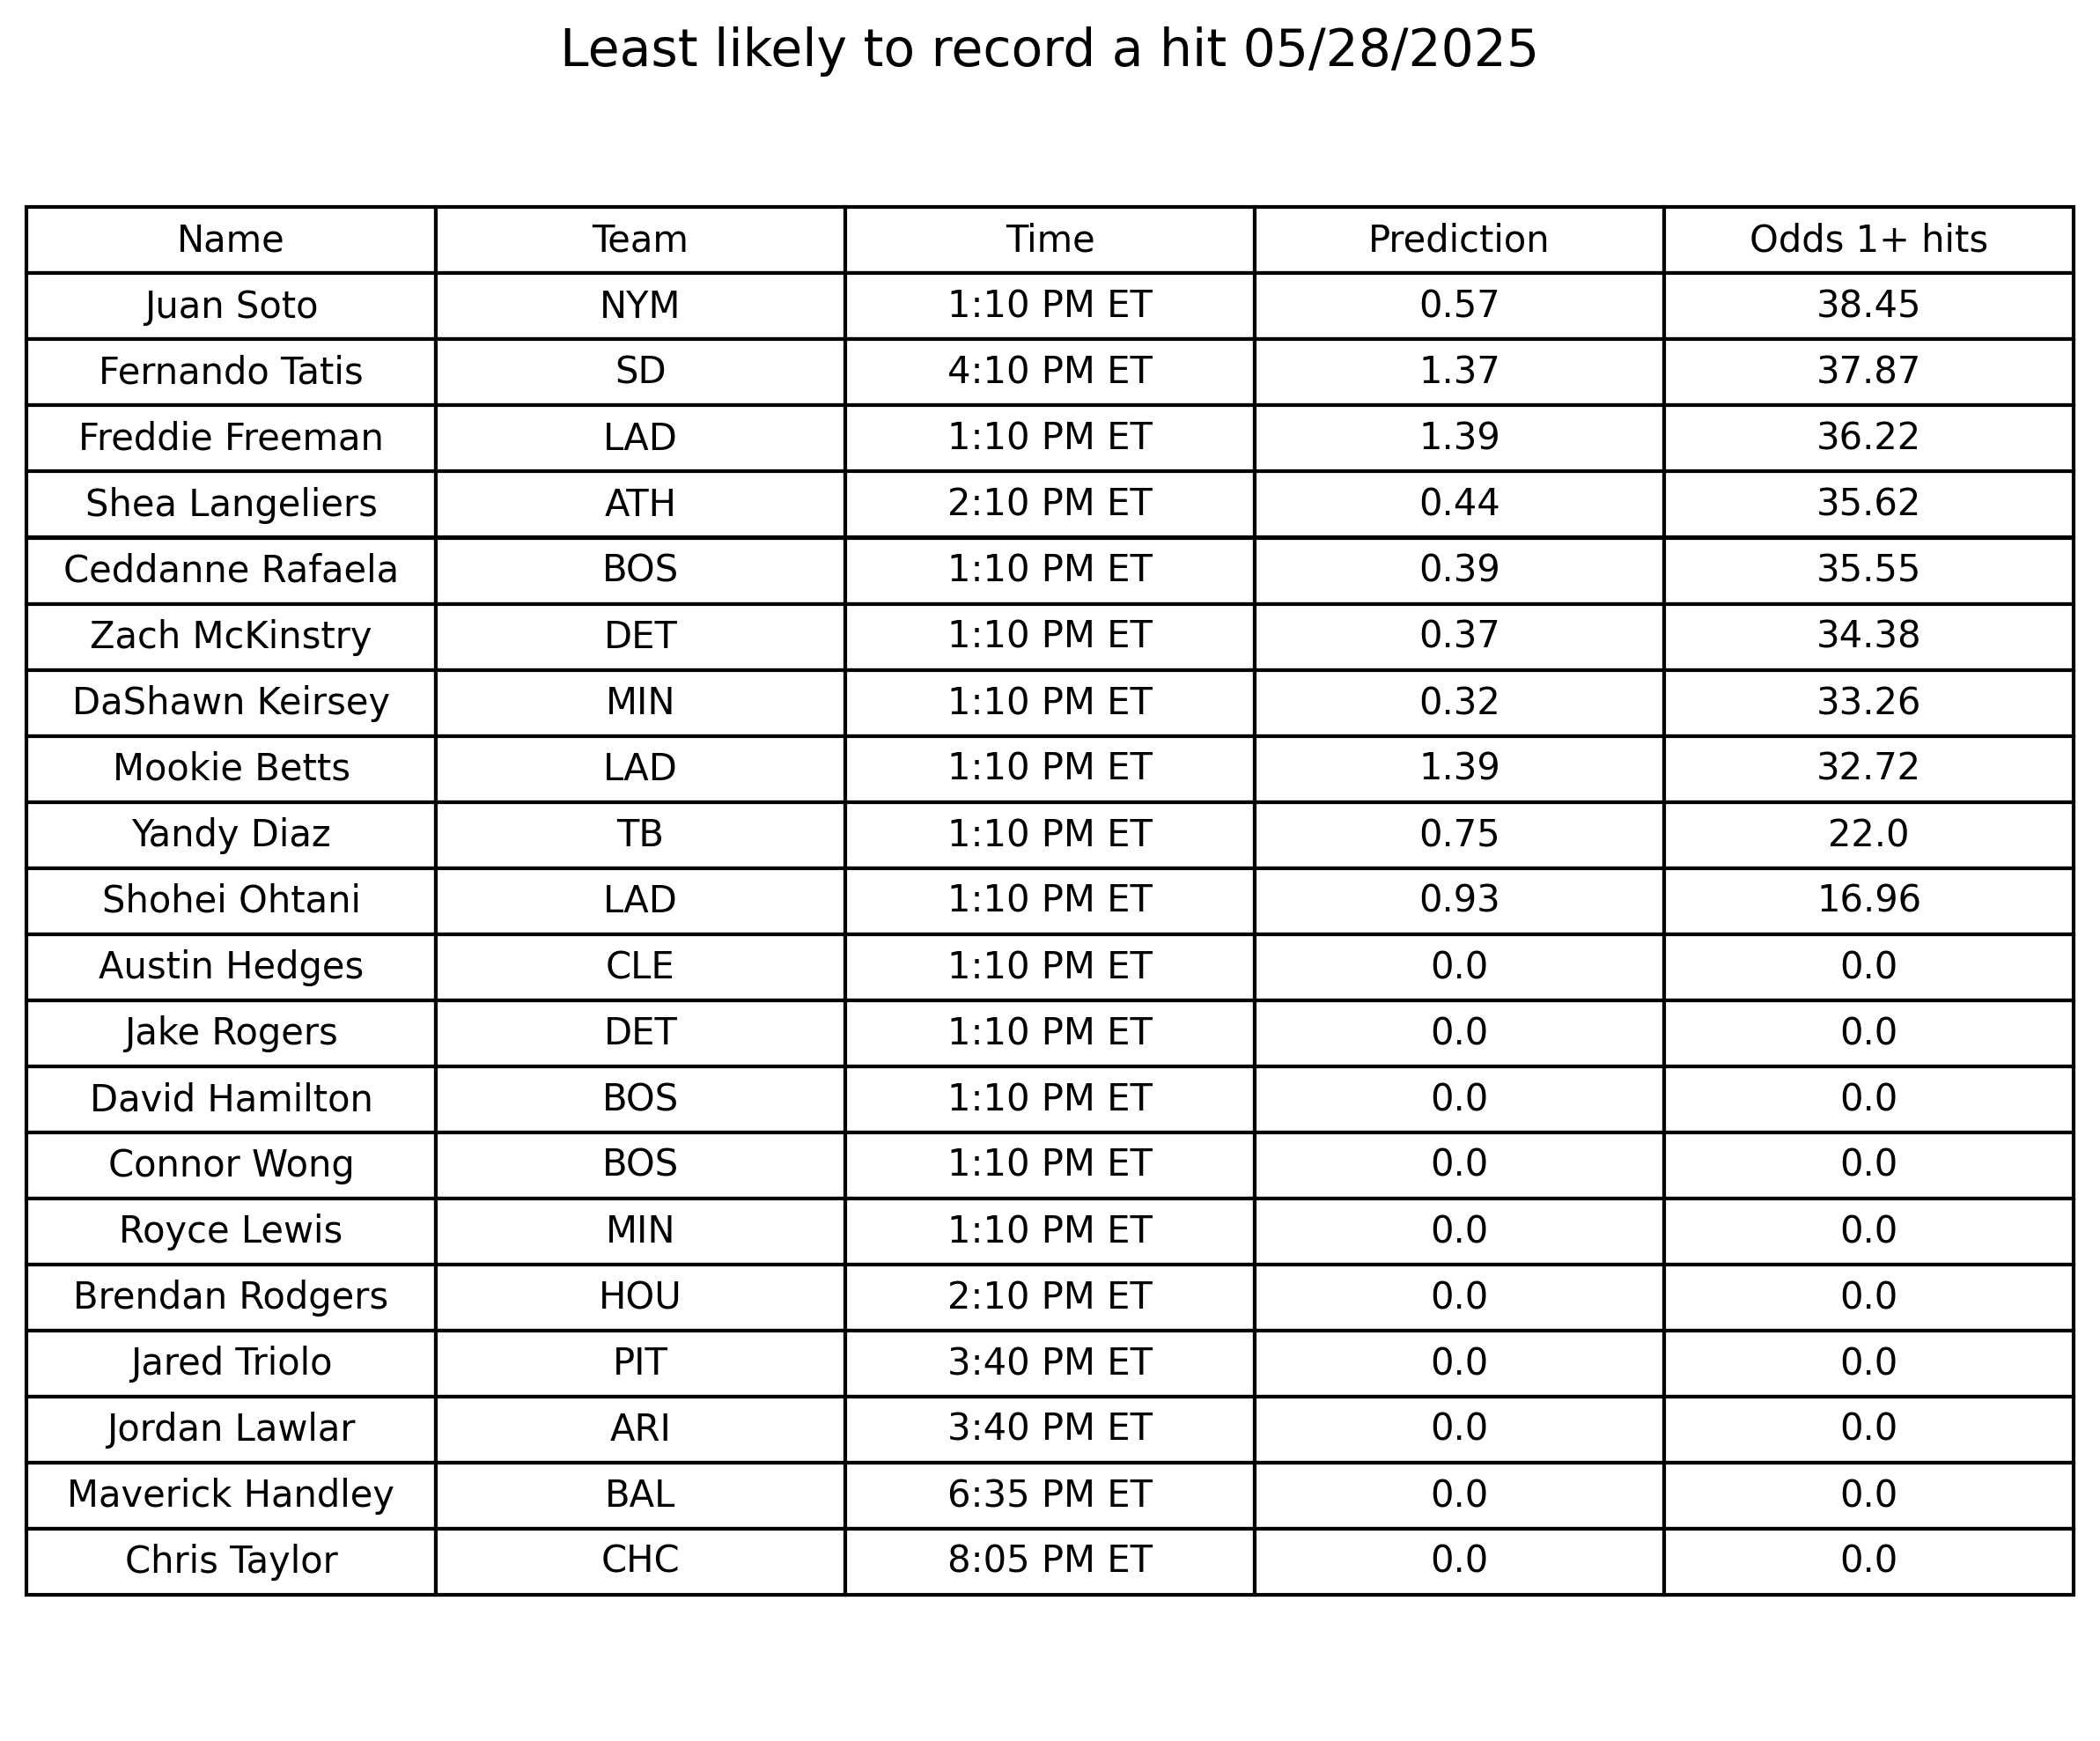 Least likely to record a hit 05/28/2025
Name Team Time Prediction Odds 1+ hits
Juan Soto NYM 1:10 PM ET 0.57 38.45
Fernando Tatis SD 4:10 PM ET 1.37 37.87
Freddie Freeman LAD 1:10 PM ET 1.39 36.22
Shea Langeliers ATH 2:10 PM ET 0.44 35.62
Ceddanne Rafaela BOS 1:10 PM ET 0.39 35.55
Zach McKinstry DET 1:10 PM ET 0.37 34.38
DaShawn Keirsey MIN 1:10 PM ET 0.32 33.26
Mookie Betts LAD 1:10 PM ET 1.39 32.72
Yandy Diaz TB 1:10 PM ET 0.75 22.0
Shohei Ohtani LAD 1:10 PM ET 0.93 16.96
Austin Hedges CLE 1:10 PM ET 0.0 0.0
Jake Rogers DET 1:10 PM ET 0.0 0.0
David Hamilton BOS 1:10 PM ET 0.0 0.0
Connor Wong BOS 1:10 PM ET 0.0 0.0
Royce Lewis MIN 1:10 PM ET 0.0 0.0
Brendan Rodgers HOU 2:10 PM ET 0.0 0.0
Jared Triolo PIT 3:40 PM ET 0.0 0.0
Jordan Lawlar ARI 3:40 PM ET 0.0 0.0
Maverick Handley BAL 6:35 PM ET 0.0 0.0
Chris Taylor CHC 8:05 PM ET 0.0 0.0